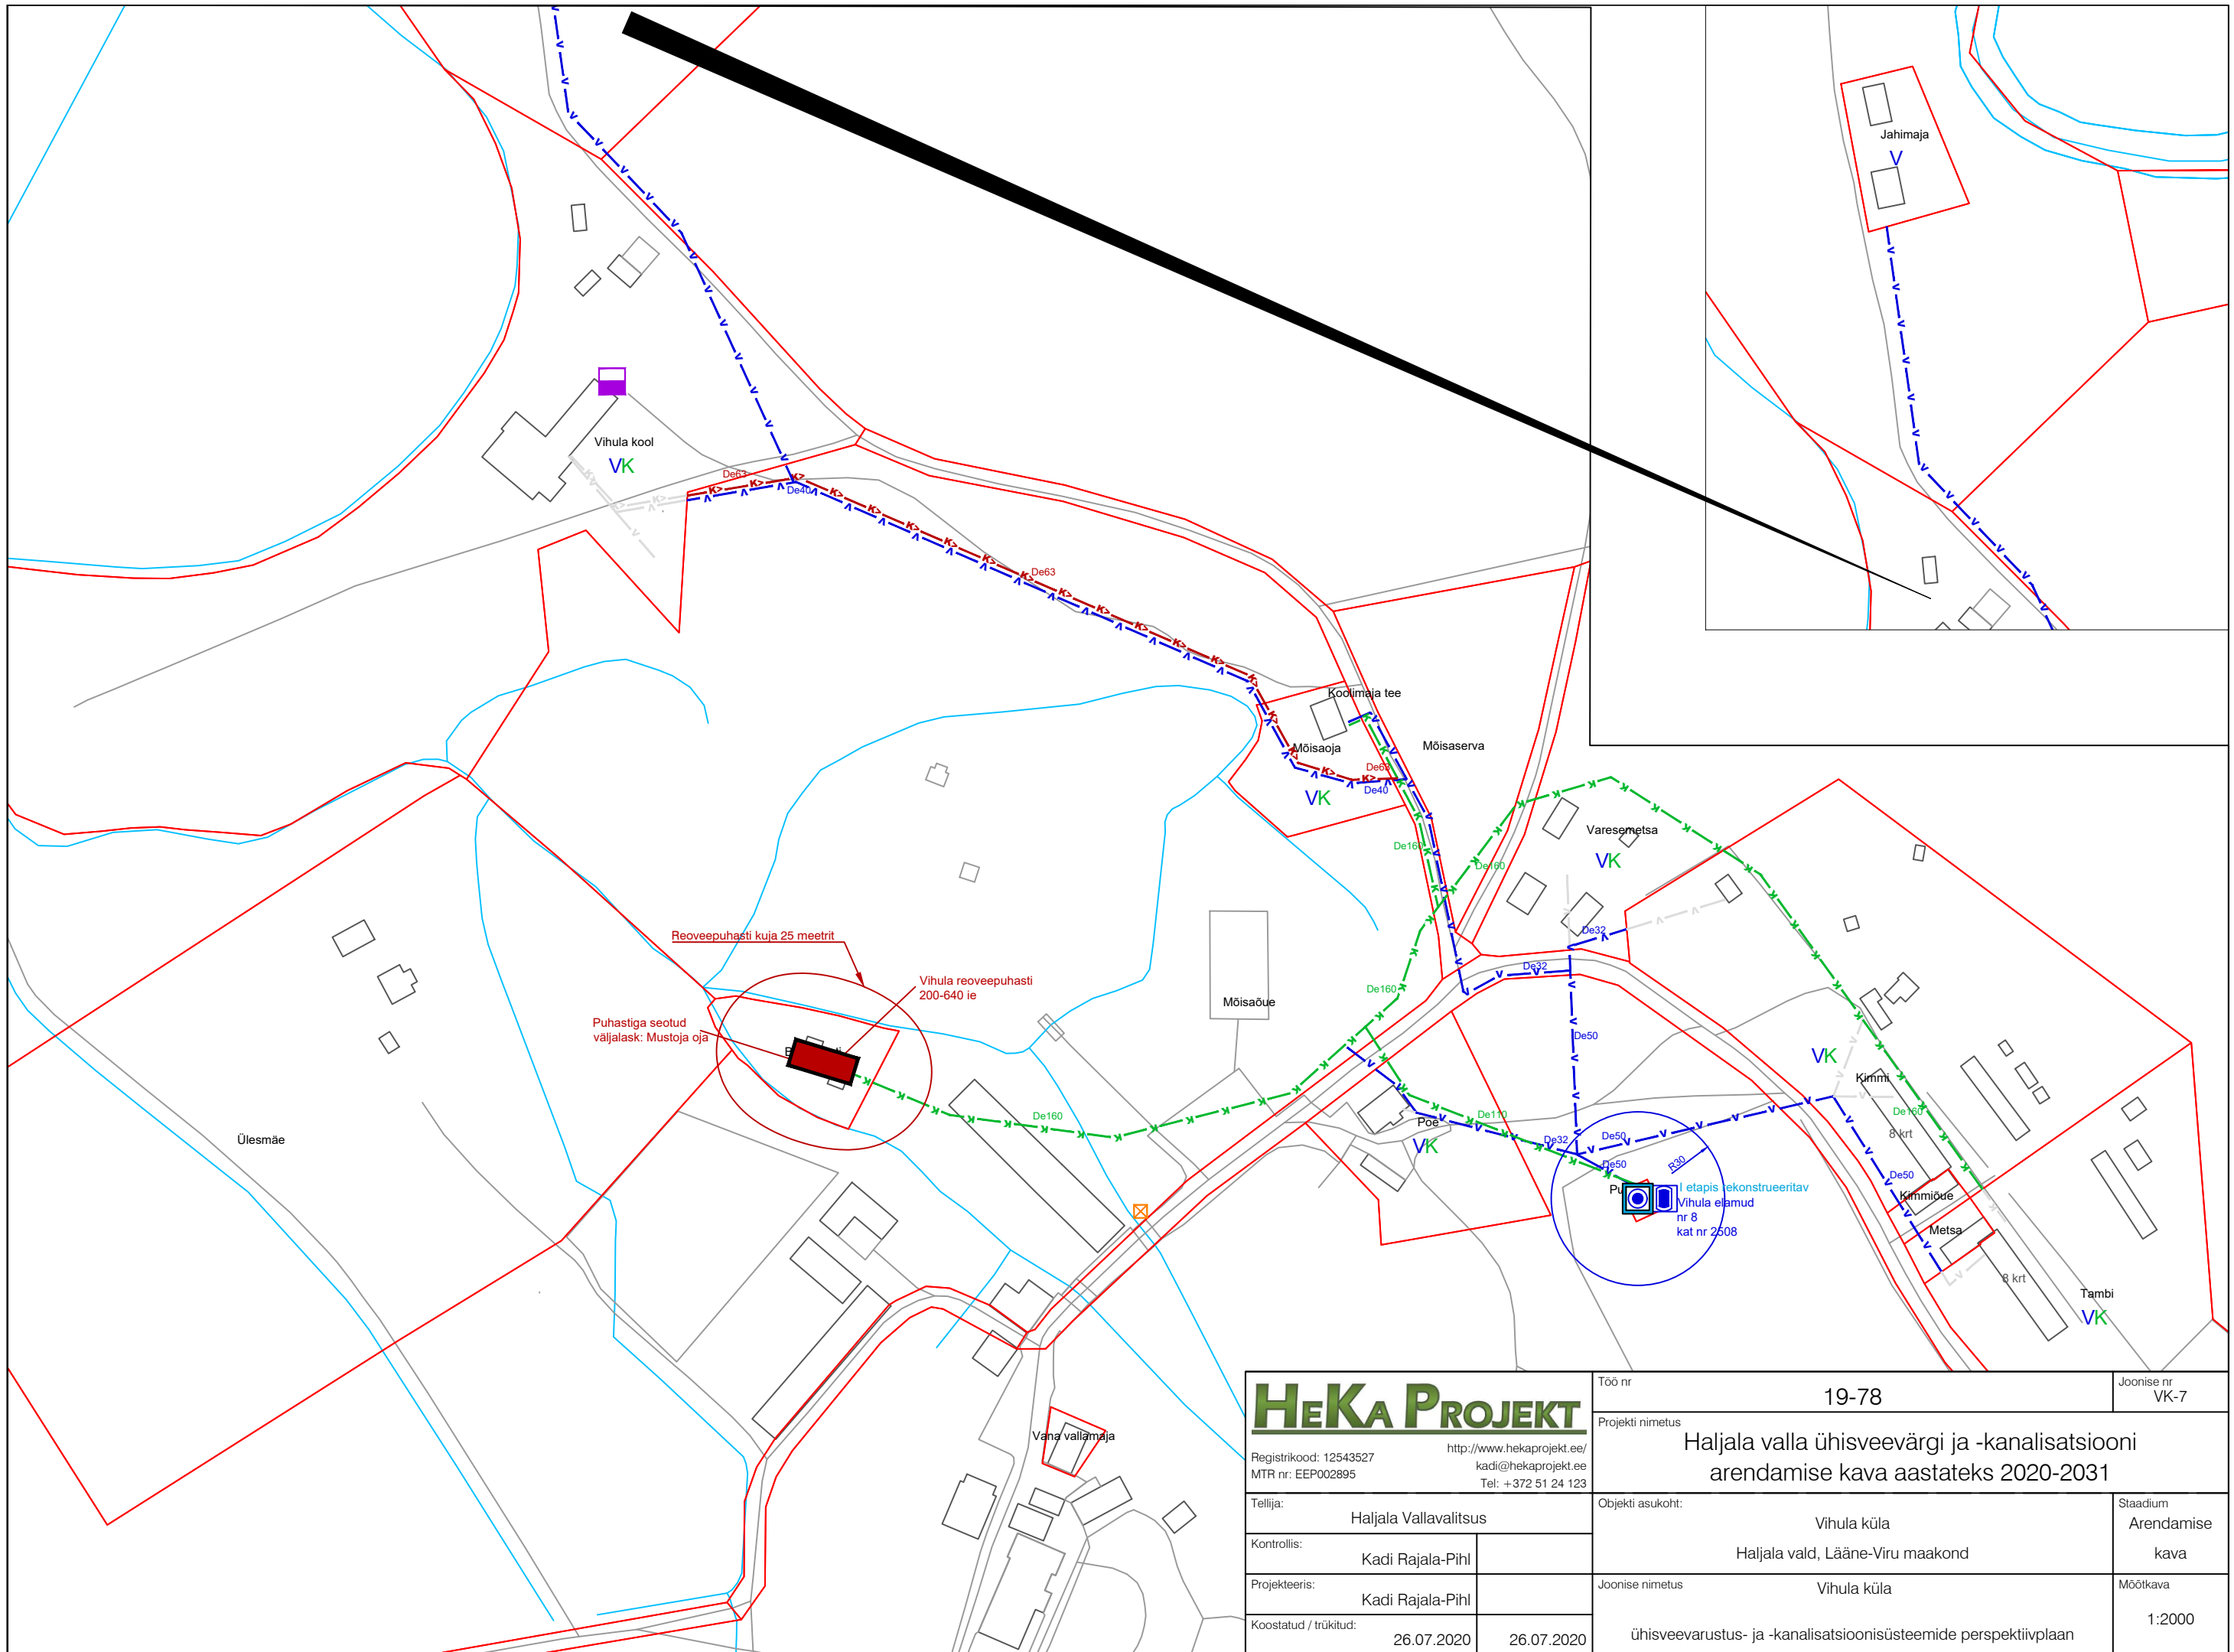 Jahimaja
V
Vihula kool
VK
De63
De40
De63
Koolimaja tee
Mõisaoja
Mõisaserva
De63
De40
VK
De160
De160
Varesemetsa
VK
De32
De32
Reoveepuhasti kuja 25 meetrit
Vihula reoveepuhasti
200-640 ie
Puhastiga seotud
väljalask: Mustoja oja
De160
Mõisaõue
De50
VK
Kimmi
De160
8 krt
De160
De110
Poe
VK
De32
De50
De50
R30
I etapis rekonstrueeritav
Vihula elamud
nr 8
kat nr 2508
De50
Kimmiõue
Metsa
8 krt
Tambi
VK
Ülesmäe
Vana vallamaja
HEKA PROJEKT
Registrikood: 12543527
MTR nr: EEP002895
http://www.hekaprojekt.ee/
kadi@hekaprojekt.ee
Tel: +372 51 24 123
Töö nr
19-78
Joonise nr
VK-7
Projekti nimetus
Haljala valla ühisveevärgi ja -kanalisatsiooni
arendamise kava aastateks 2020-2031
Tellija:
Haljala Vallavalitsus
Objekti asukoht:
Vihula küla
Haljala vald, Lääne-Viru maakond
Staadium
Arendamise
kava
Kontrollis:
Kadi Rajala-Pihl
Projekteeris:
Kadi Rajala-Pihl
Joonise nimetus
Vihula küla
ühisveevarustus- ja -kanalisatsioonisüsteemide perspektiivplaan
Mõõtkava
1:2000
Koostatud / trükitud:
26.07.2020
26.07.2020